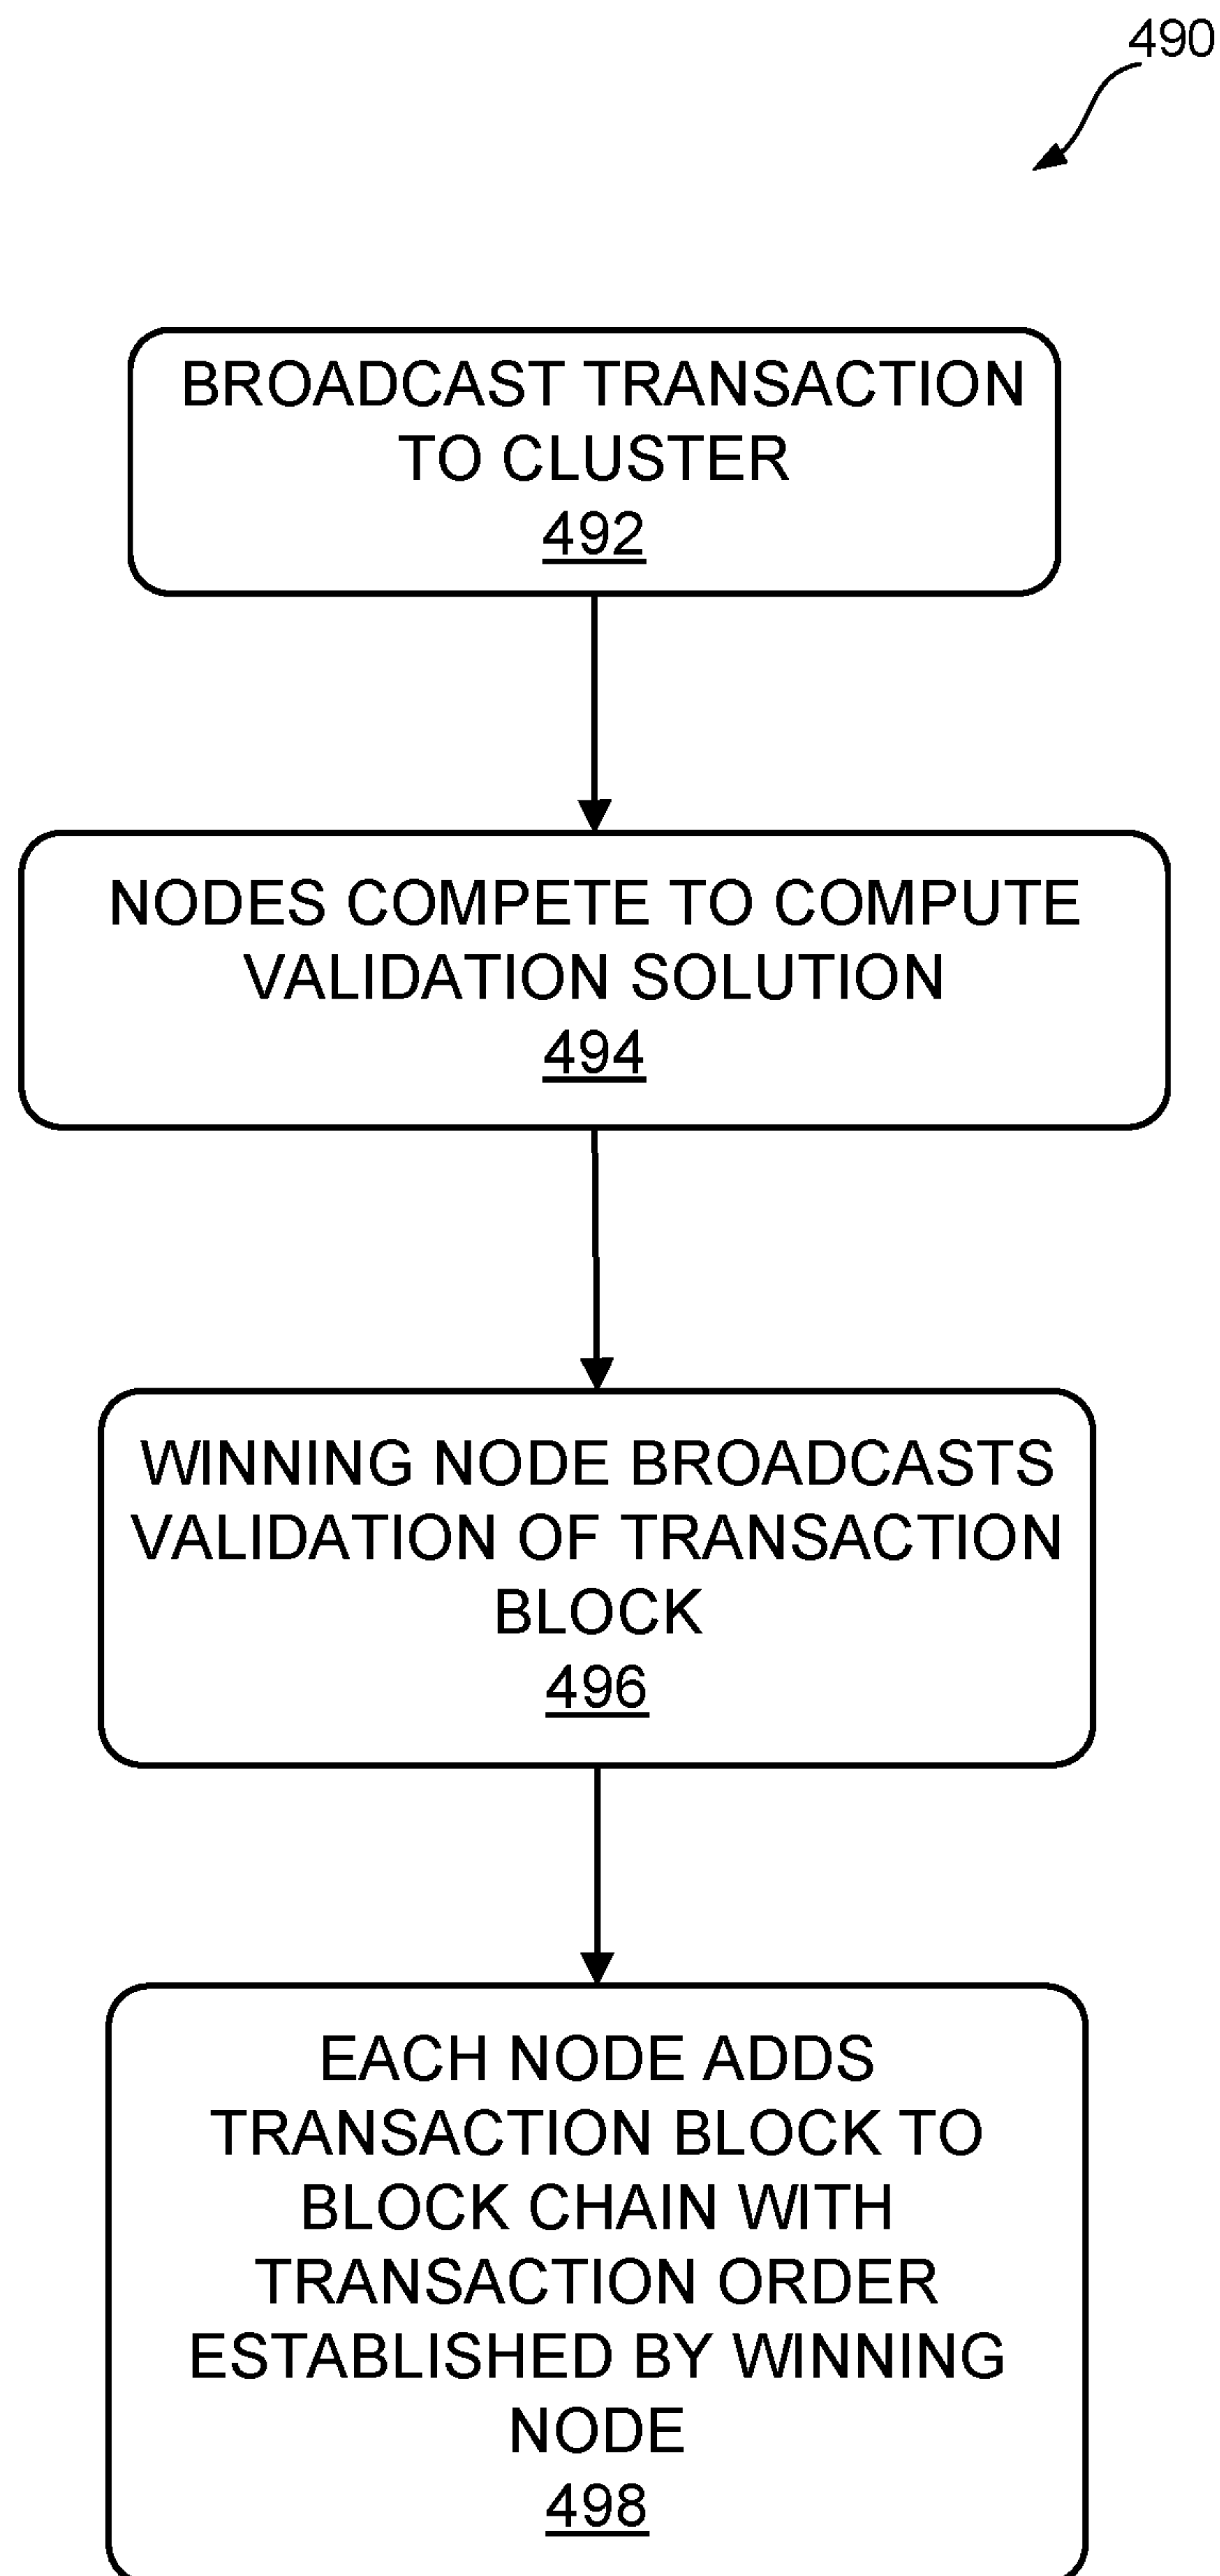 490
BROADCAST TRANSACTION
TO CLUSTER
492
NODES COMPETE TO COMPUTE
VALIDATION SOLUTION
494
WINNING NODE BROADCASTS
VALIDATION OF TRANSACTION
BLOCK
496
EACH NODE ADDS
TRANSACTION BLOCK TO
BLOCK CHAIN WITH
TRANSACTION ORDER
ESTABLISHED BY WINNING
NODE
498